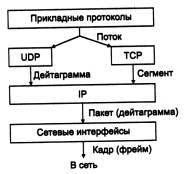 Прикладные протоколы
Поток
UDP
TCP
Дейтаграмма
Сегмент
IP
Пакет (дейтаграмма)
Сетевые интерфейсы
Кадр (фрейм)
В сеть